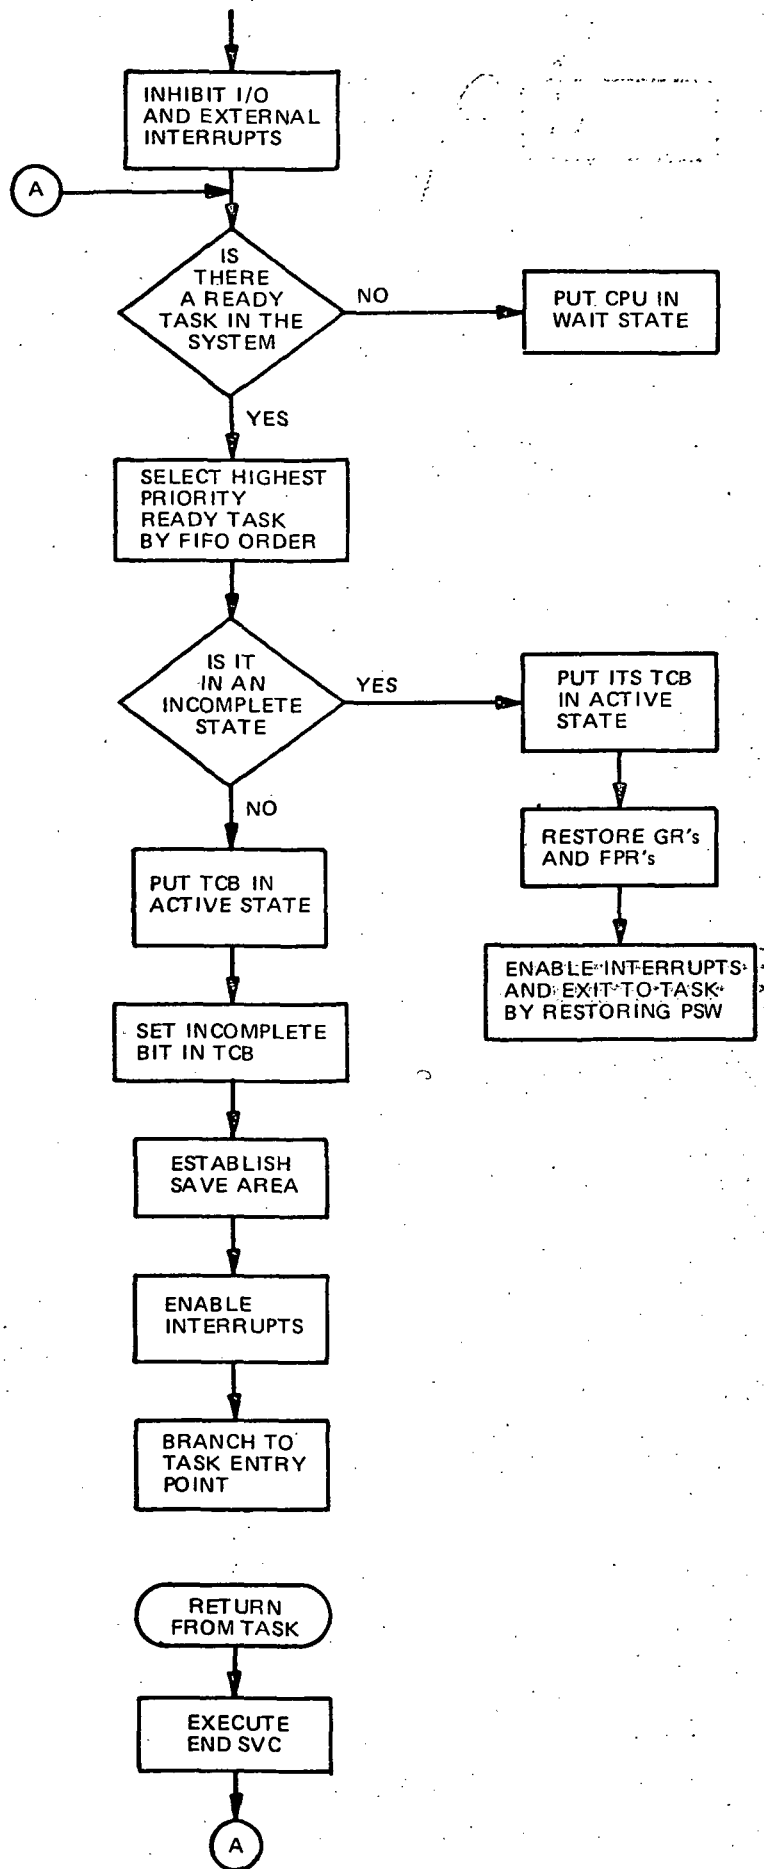 INHIBIT I/O
AND EXTERNAL
INTERRUPTS
A
IS
THERE
A READY
TASK IN THE
SYSTEM
NO
PUT CPU IN
WAIT STATE
YES
SELECT HIGHEST
PRIORITY
READY TASK
BY FIFO ORDER
IS IT
IN AN
INCOMPLETE
STATE
YES
PUT ITS TCB
IN ACTIVE
STATE
RESTORE GR's
AND FPR's
ENABLE INTERRUPTS
AND EXIT TO TASK
BY RESTORING PSW
NO
PUT TCB IN
ACTIVE STATE
SET INCOMPLETE
BIT IN TCB
ESTABLISH
SAVE AREA
ENABLE
INTERRUPTS
BRANCH TO
TASK ENTRY
POINT
RETURN
FROM TASK
EXECUTE
END SVC
A